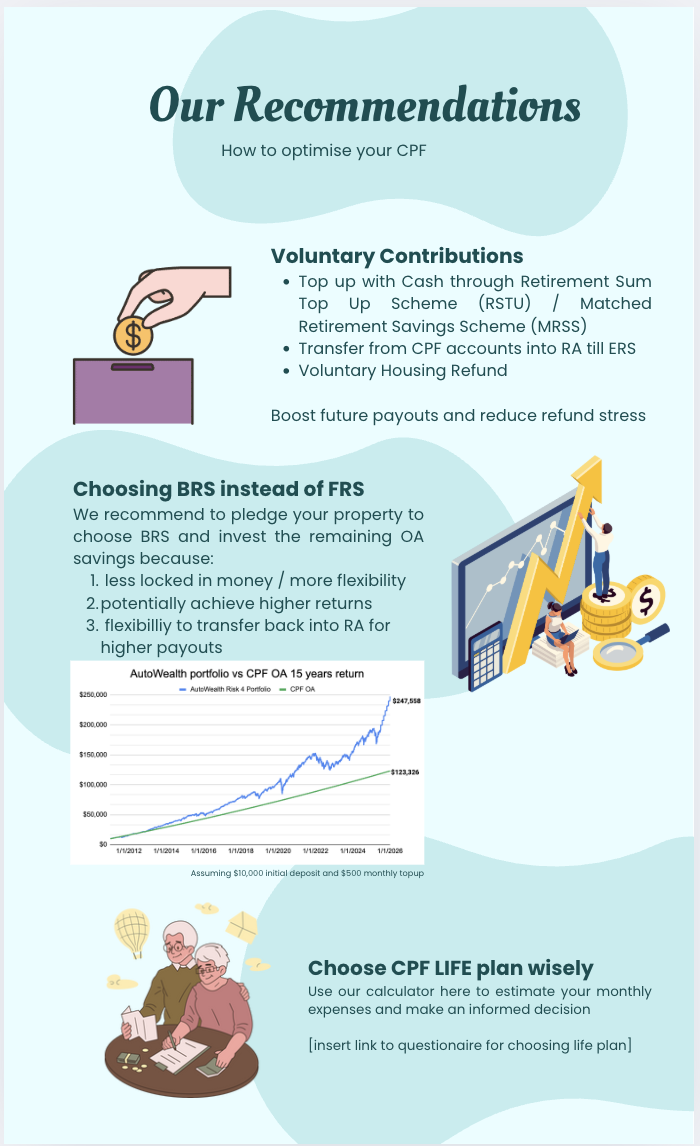 Our Recommendations
How to optimise your CPF
Voluntary Contributions
• Top up with Cash through Retirement Sum
Top Up Scheme (RSTU) / Matched
Retirement Savings Scheme (MRSS)
• Transfer from CPF accounts into RA till ERS
• Voluntary Housing Refund
Boost future payouts and reduce refund stress
Choosing BRS instead of FRS
We recommend to pledge your property to
choose BRS and invest the remaining OA
savings because:
1. less locked in money / more flexibility
2. potentially achieve higher returns
3. flexibilliy to transfer back into RA for
higher payouts
AutoWealth portfolio vs CPF OA 15 years return
AutoWealth Risk 4 Portfolio CPF OA
$250,000
$247,558
$200,000
$150,000
$123,326
$100,000
$50,000
$0
1/1/2012 1/1/2014 1/1/2016 1/1/2018 1/1/2020 1/1/2022 1/1/2024 1/1/2026
Assuming $10,000 initial deposit and $500 monthly topup
Choose CPF LIFE plan wisely
Use our calculator here to estimate your monthly
expenses and make an informed decision
[insert link to questionaire for choosing life plan]